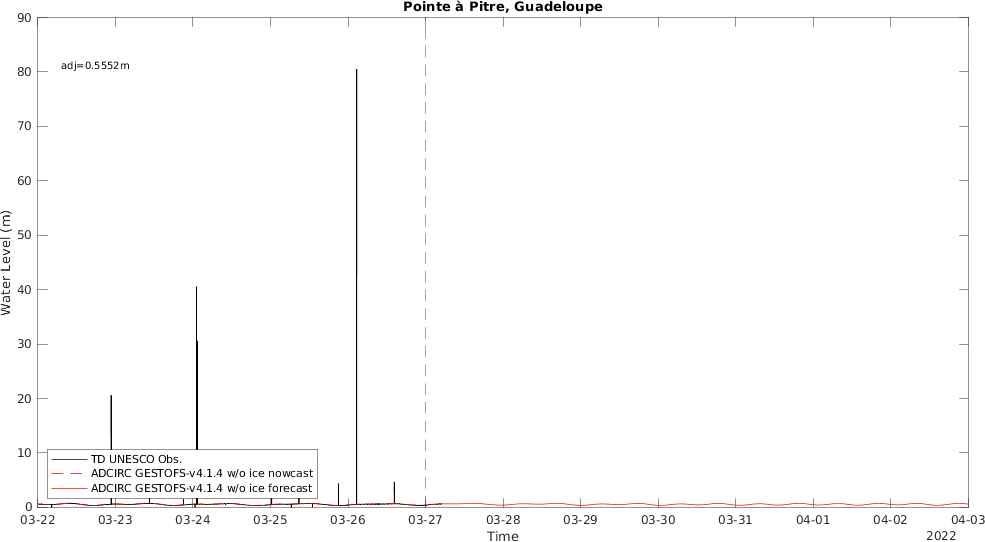 Pointe à Pitre, Guadeloupe
90
80
70
60
50
40
30
20
10
0
Water Level (m)
adj=0.5552m
TD UNESCO Obs.
ADCIRC GESTOFS-v4.1.4 w/o ice nowcast
ADCIRC GESTOFS-v4.1.4 w/o ice forecast
03-22 03-23 03-24 03-25 03-26 03-27 03-28 03-29 03-30 03-31 04-01 04-02 04-03
Time
2022